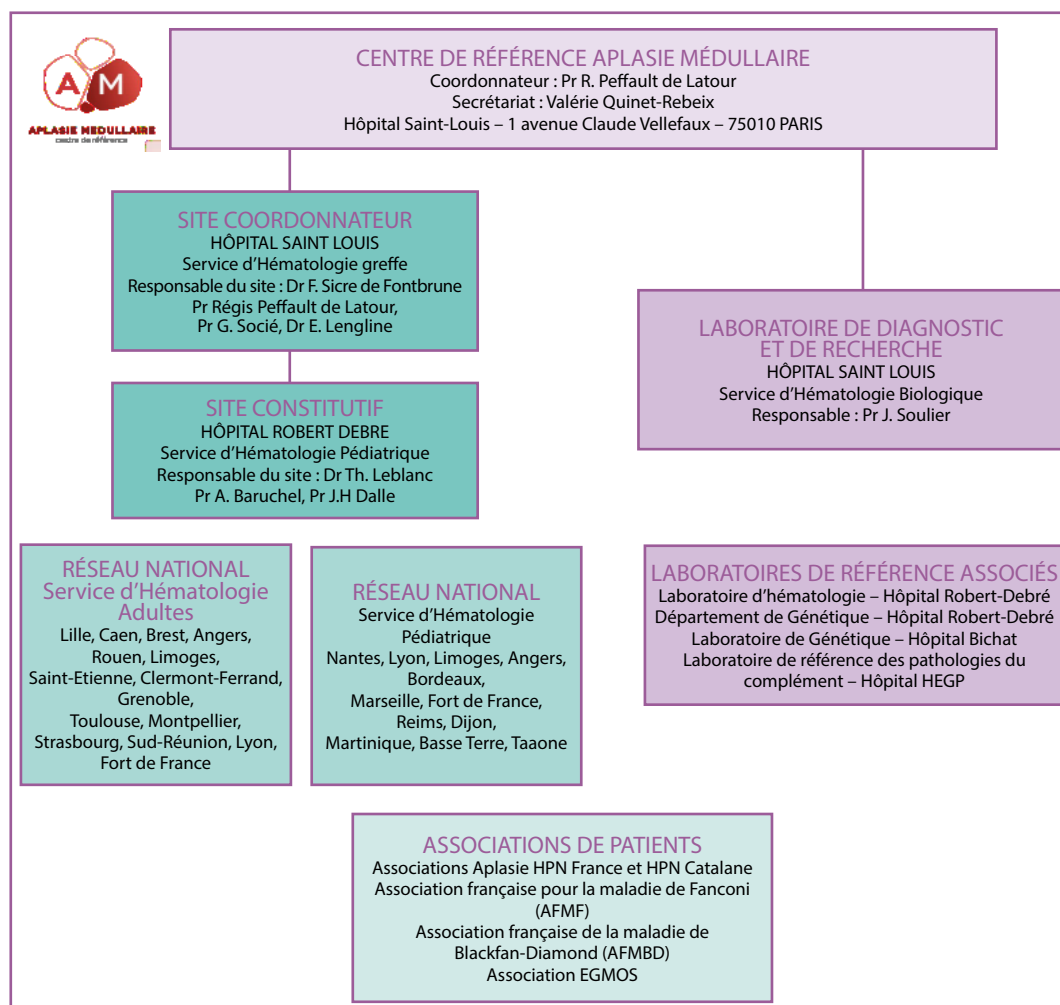 A M
APLASIE MEDULLAIRE
centre de référence
CENTRE DE RÉFÉRENCE APLASIE MÉDULLAIRE
Coordonnateur : Pr R. Peffault de Latour
Secrétariat : Valérie Quinet-Rebeix
Hôpital Saint-Louis – 1 avenue Claude Vellefaux – 75010 PARIS
SITE COORDONNATEUR
HÔPITAL SAINT LOUIS
Service d'Hématologie greffe
Responsable du site : Dr F. Sicre de Fontbrune
Pr Régis Peffault de Latour,
Pr G. Socié, Dr E. Lengline
LABORATOIRE DE DIAGNOSTIC
ET DE RECHERCHE
HÔPITAL SAINT LOUIS
Service d'Hématologie Biologique
Responsable : Pr J. Soulier
SITE CONSTITUTIF
HÔPITAL ROBERT DEBRE
Service d'Hématologie Pédiatrique
Responsable du site : Dr Th. Leblanc
Pr A. Baruchel, Pr J.H Dalle
RÉSEAU NATIONAL
Service d'Hématologie
Adultes
Lille, Caen, Brest, Angers,
Rouen, Limoges,
Saint-Etienne, Clermont-Ferrand,
Grenoble,
Toulouse, Montpellier,
Strasbourg, Sud-Réunion, Lyon,
Fort de France
RÉSEAU NATIONAL
Service d'Hématologie
Pédiatrique
Nantes, Lyon, Limoges, Angers,
Bordeaux,
Marseille, Fort de France,
Reims, Dijon,
Martinique, Basse Terre, Taaone
LABORATOIRES DE RÉFÉRENCE ASSOCIÉS
Laboratoire d'hématologie – Hôpital Robert-Debré
Département de Génétique – Hôpital Robert-Debré
Laboratoire de Génétique – Hôpital Bichat
Laboratoire de référence des pathologies du
complément – Hôpital HEGP
ASSOCIATIONS DE PATIENTS
Associations Aplasie HPN France et HPN Catalane
Association française pour la maladie de Fanconi
(AFMF)
Association française de la maladie de
Blackfan-Diamond (AFMBD)
Association EGMOS